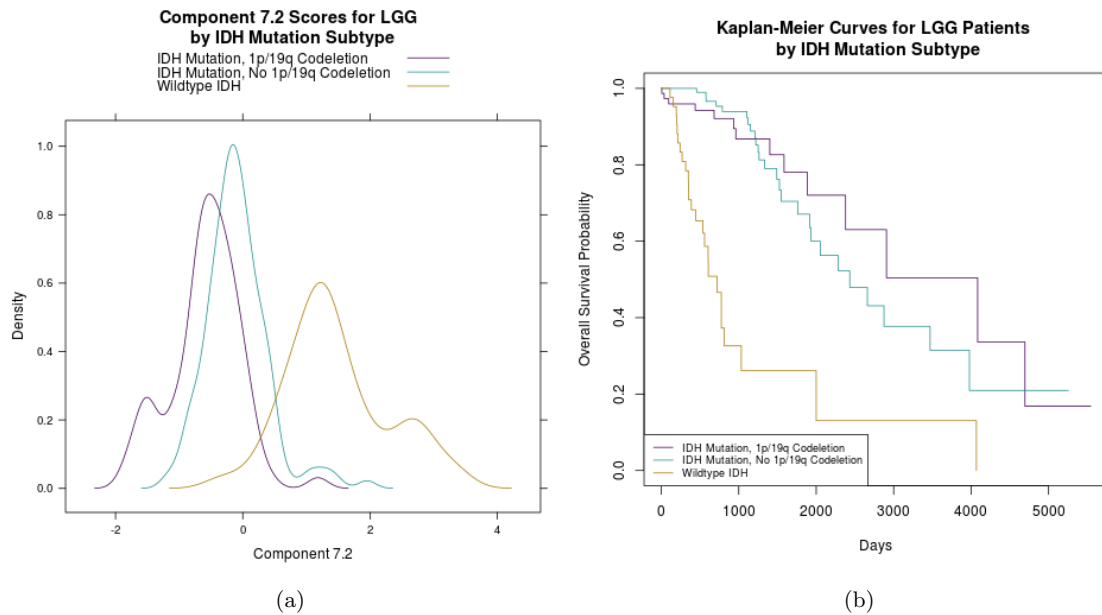 Component 7.2 Scores for LGG
by IDH Mutation Subtype
IDH Mutation, 1p/19q Codeletion
IDH Mutation, No 1p/19q Codeletion
Wildtype IDH
1.0
0.8
0.6
0.4
0.2
0.0
Density
-2
0
2
4
Component 7.2
(a)
Kaplan-Meier Curves for LGG Patients
by IDH Mutation Subtype
1.0
0.8
0.6
0.4
0.2
0.0
Overall Survival Probability
IDH Mutation, 1p/19q Codeletion
IDH Mutation, No 1p/19q Codeletion
Wildtype IDH
0
1000
2000
3000
4000
5000
Days
(b)